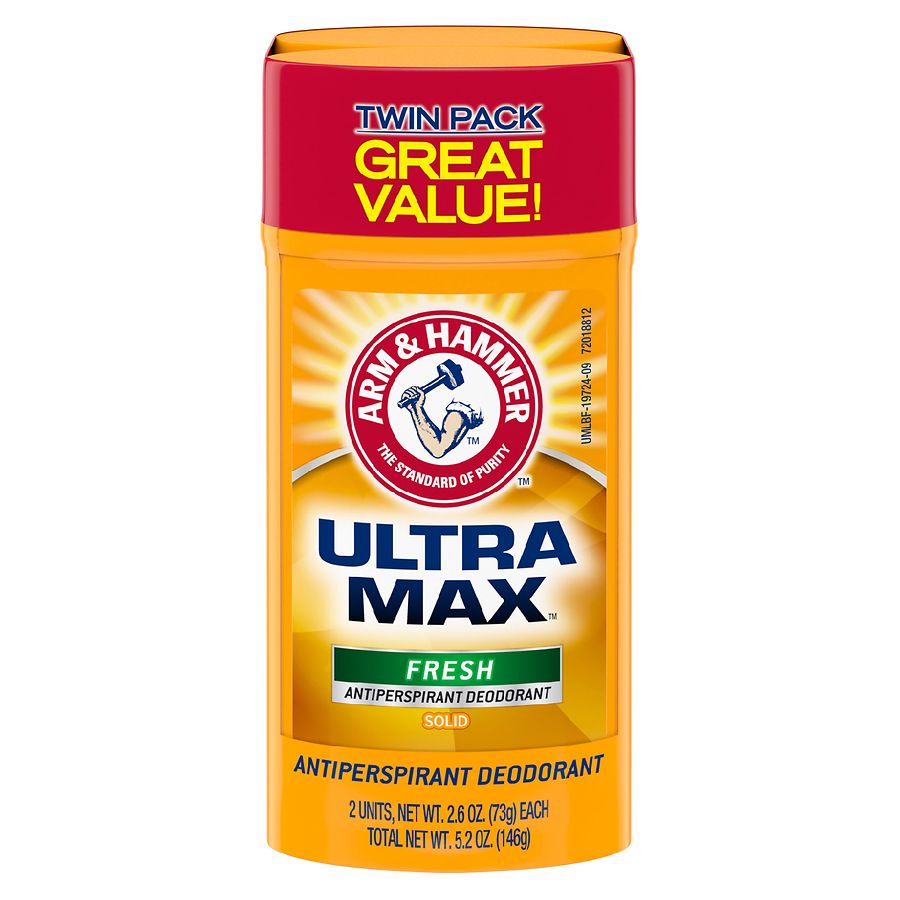 TWIN PACK
GREAT
VALUE!
ARM & HAMMER
TM
THE STANDARD OF PURITY
TM
UMLBF-19724-09 72018812
ULTRA
MAX™
FRESH
ANTIPERSPIRANT DEODORANT
SOLID
ANTIPERSPIRANT DEODORANT
2 UNITS, NET WT. 2.6 OZ. (73g) EACH
TOTAL NET WT. 5.2 OZ. (146g)